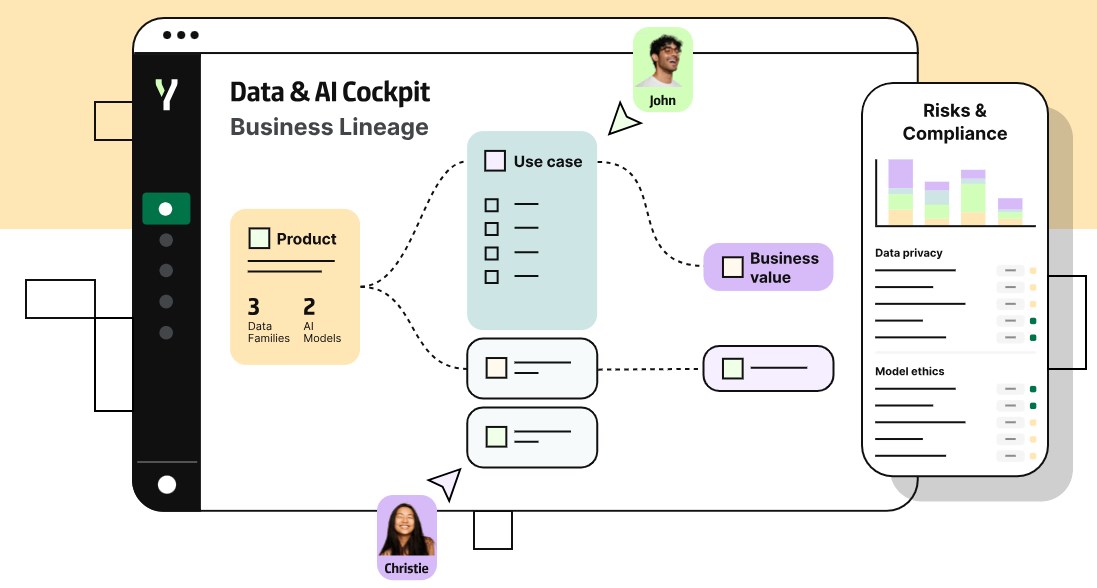 Data & AI Cockpit
Business Lineage
John
Use case
Product
3
Data
Families
2
AI
Models
Business
value
Christie
Risks &
Compliance
Data privacy
Model ethics